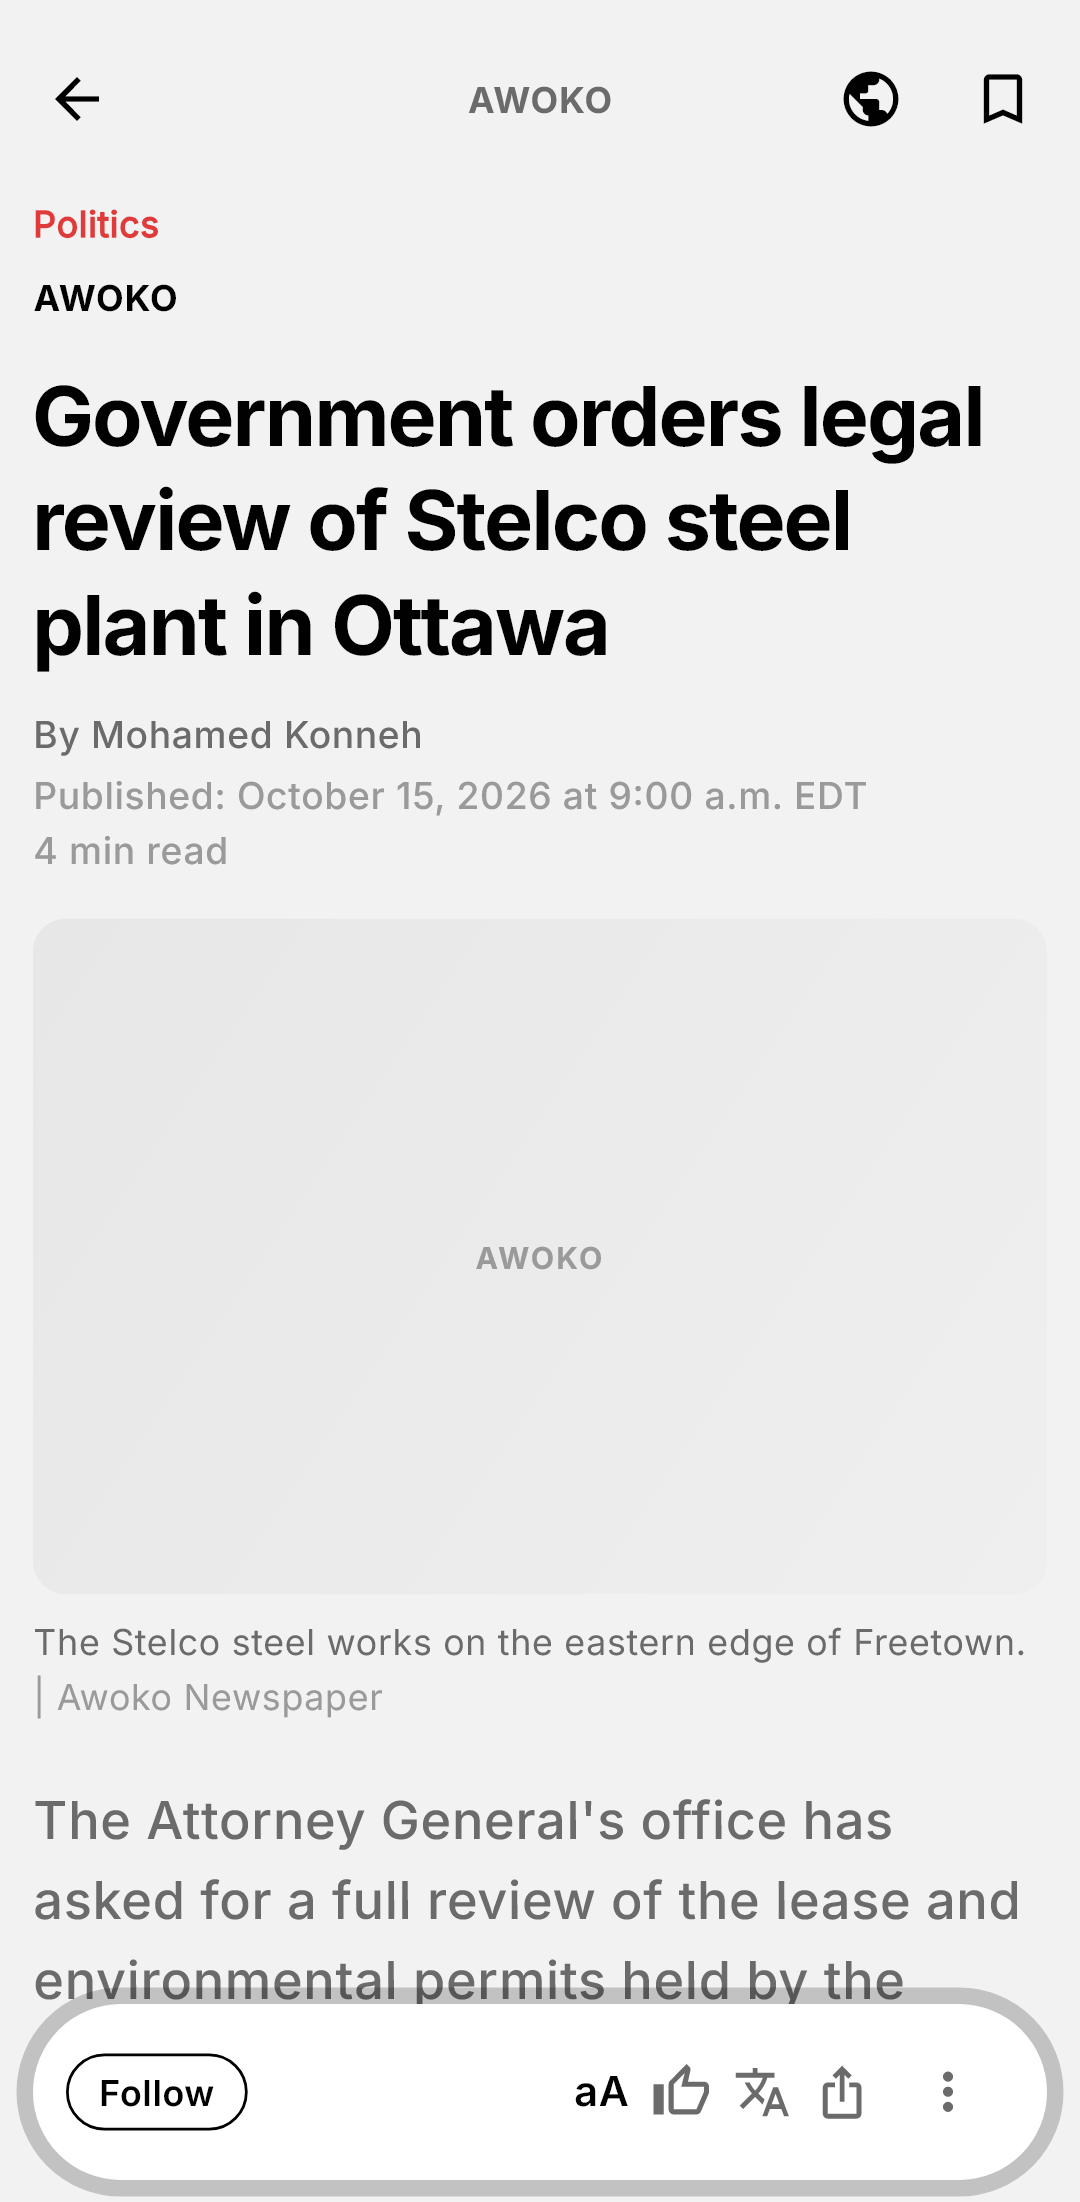 AWOKO
Politics
AWOKO
Government orders legal
review of Stelco steel
plant in Ottawa
By Mohamed Konneh
Published: October 15, 2026 at 9:00 a.m. EDT
4 min read
AWOKO
The Stelco steel works on the eastern edge of Freetown.
| Awoko Newspaper
The Attorney General's office has
asked for a full review of the lease and
environmental permits held by the
Follow
aA